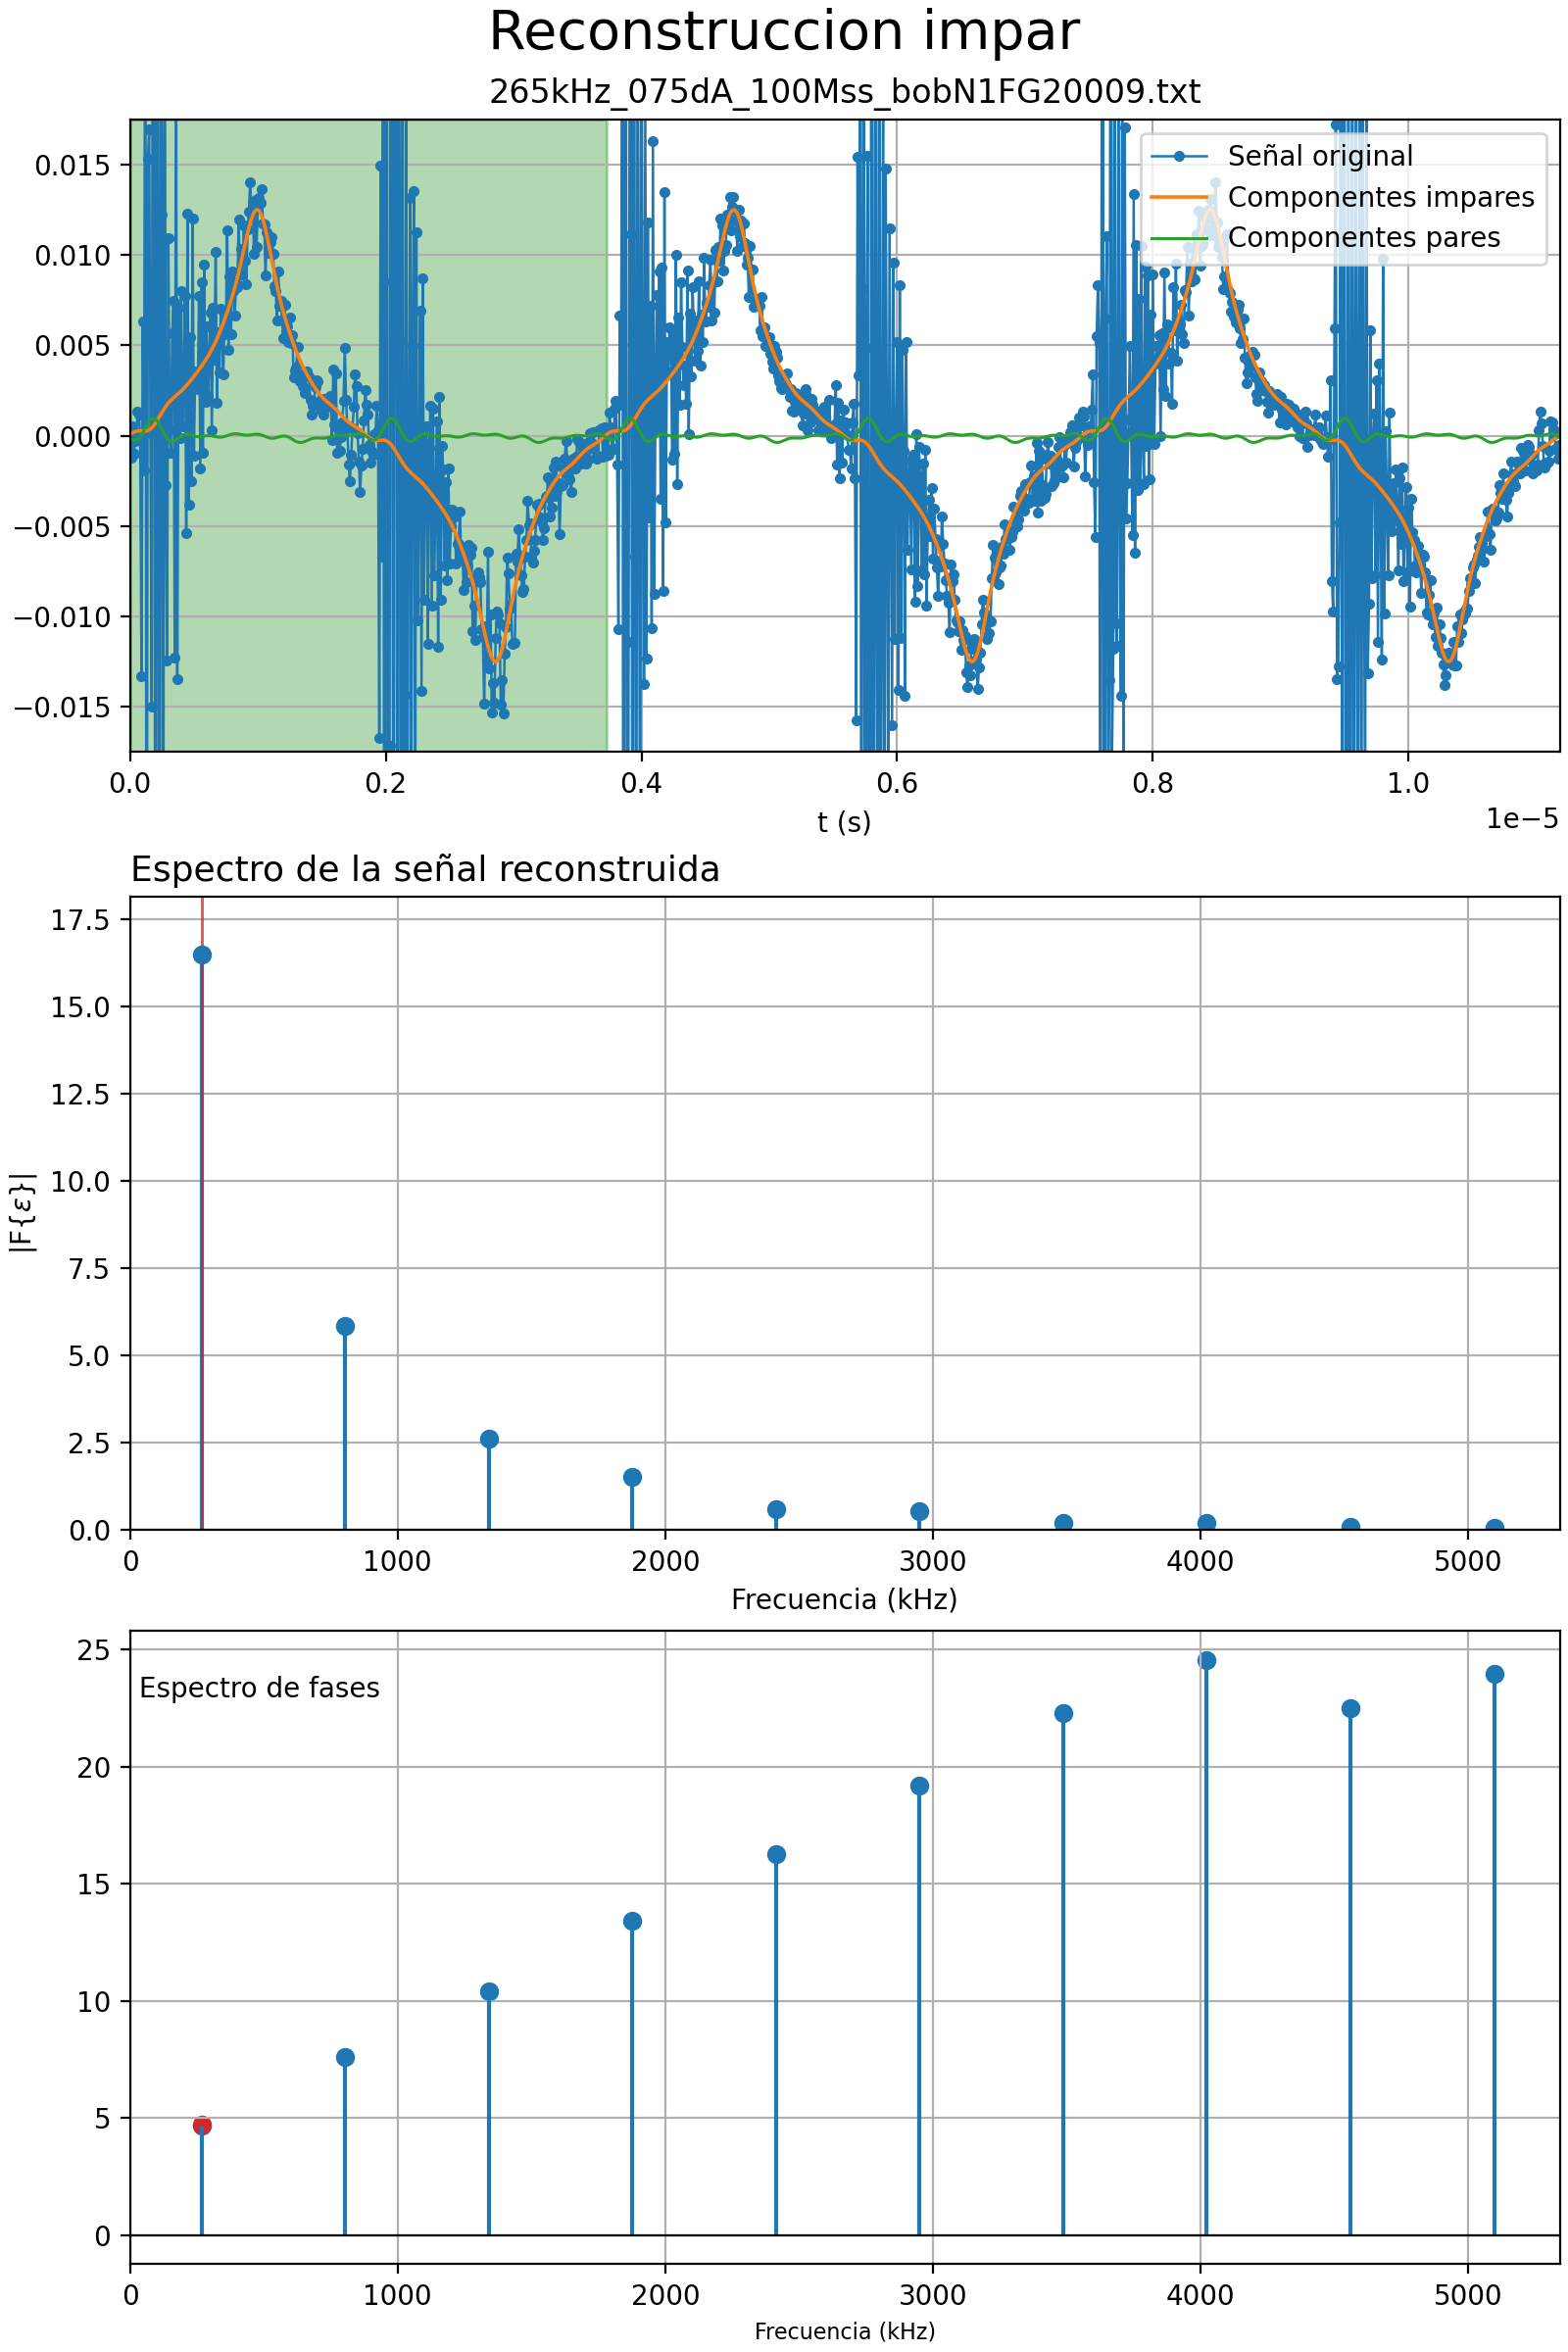 Reconstruccion impar
265kHz_075dA_100Mss_bobN1FG20009.txt
0.015
0.010
0.005
0.000
−0.005
−0.010
−0.015
Señal original
Componentes impares
Componentes pares
0.0 0.2 0.4 0.6 0.8 1.0
t (s)
1e−5
Espectro de la señal reconstruida
17.5
15.0
12.5
10.0
7.5
5.0
2.5
0.0
|F{ε}|
0 1000 2000 3000 4000 5000
Frecuencia (kHz)
25
20
15
10
5
0
Espectro de fases
0 1000 2000 3000 4000 5000
Frecuencia (kHz)